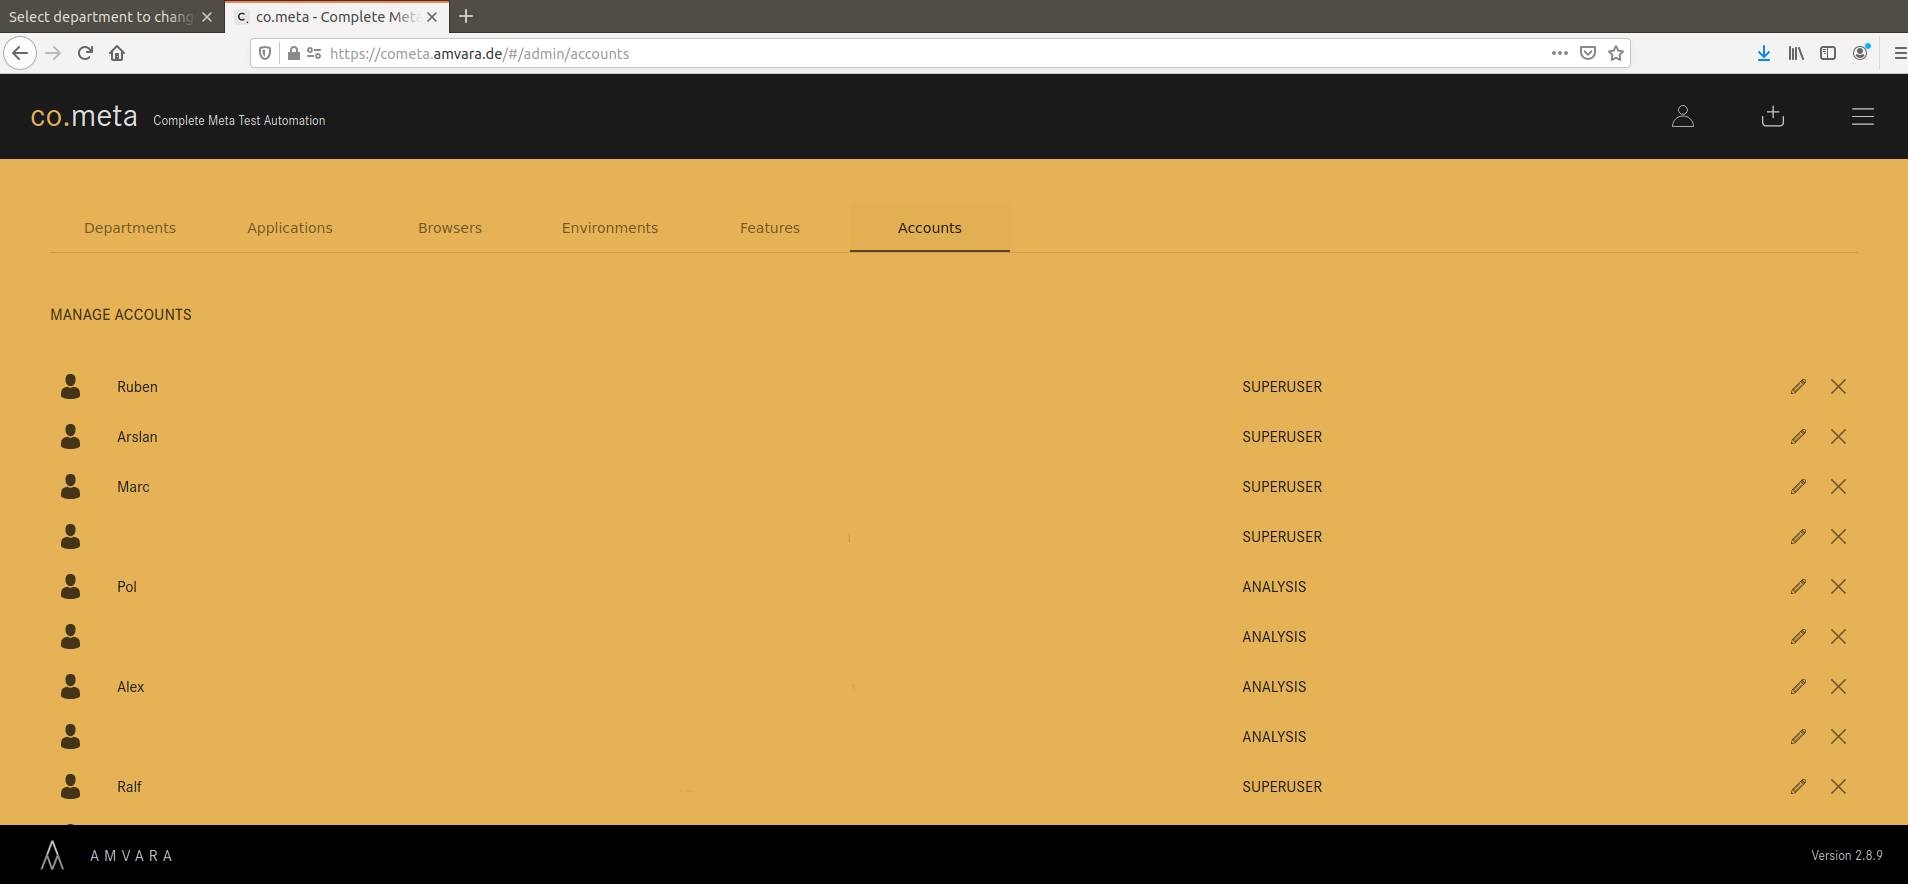 Select department to chang
co.meta - Complete Meta
https://cometa.amvara.de/#/admin/accounts
co.meta Complete Meta Test Automation
Departments Applications Browsers Environments Features Accounts
MANAGE ACCOUNTS
Ruben SUPERUSER
Arslan SUPERUSER
Marc SUPERUSER
SUPERUSER
Pol ANALYSIS
ANALYSIS
Alex ANALYSIS
ANALYSIS
Ralf SUPERUSER
AMVARA Version 2.8.9